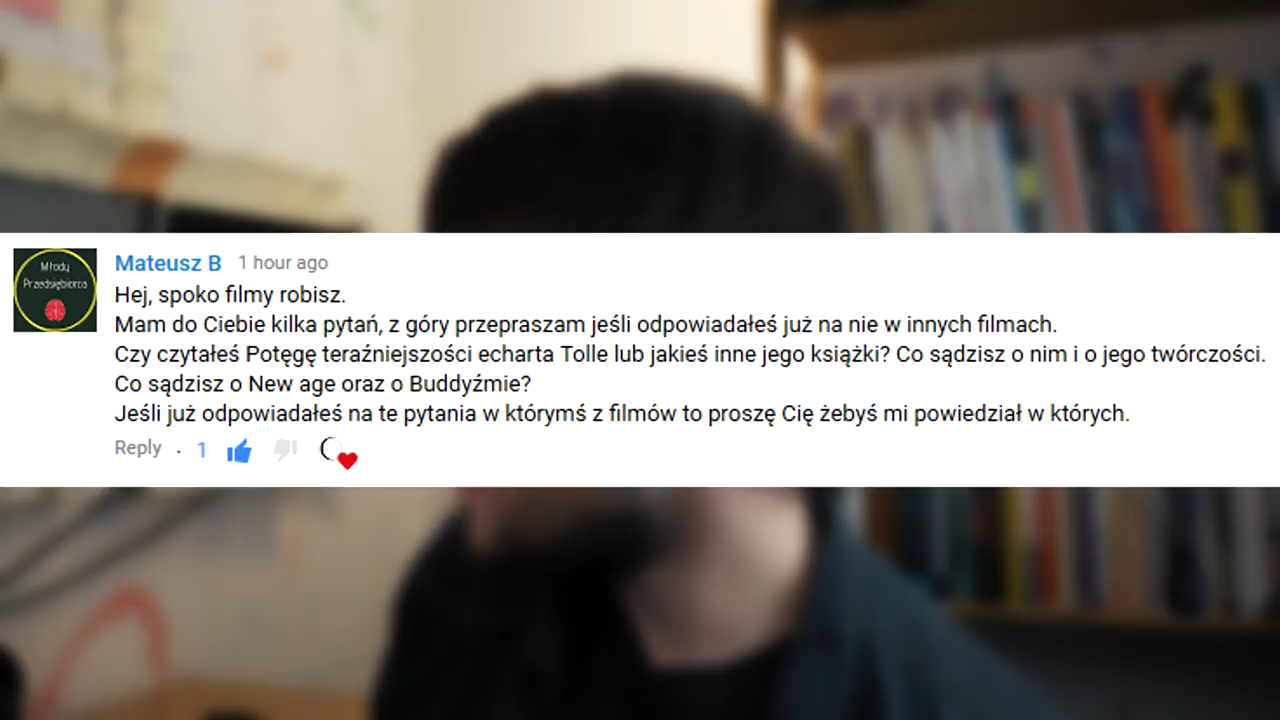 Młody
Przedsiębiorca
Mateusz B 1 hour ago
Hej, spoko filmy robisz.
Mam do Ciebie kilka pytań, z góry przepraszam jeśli odpowiadałeś już na nie w innych filmach.
Czy czytałeś Potęgę teraźniejszości echarta Tolle lub jakieś inne jego książki? Co sądzisz o nim i o jego twórczości.
Co sądzisz o New age oraz o Buddyźmie?
Jeśli już odpowiadałeś na te pytania w którymś z filmów to proszę Cię żebyś mi powiedział w których.
Reply · 1